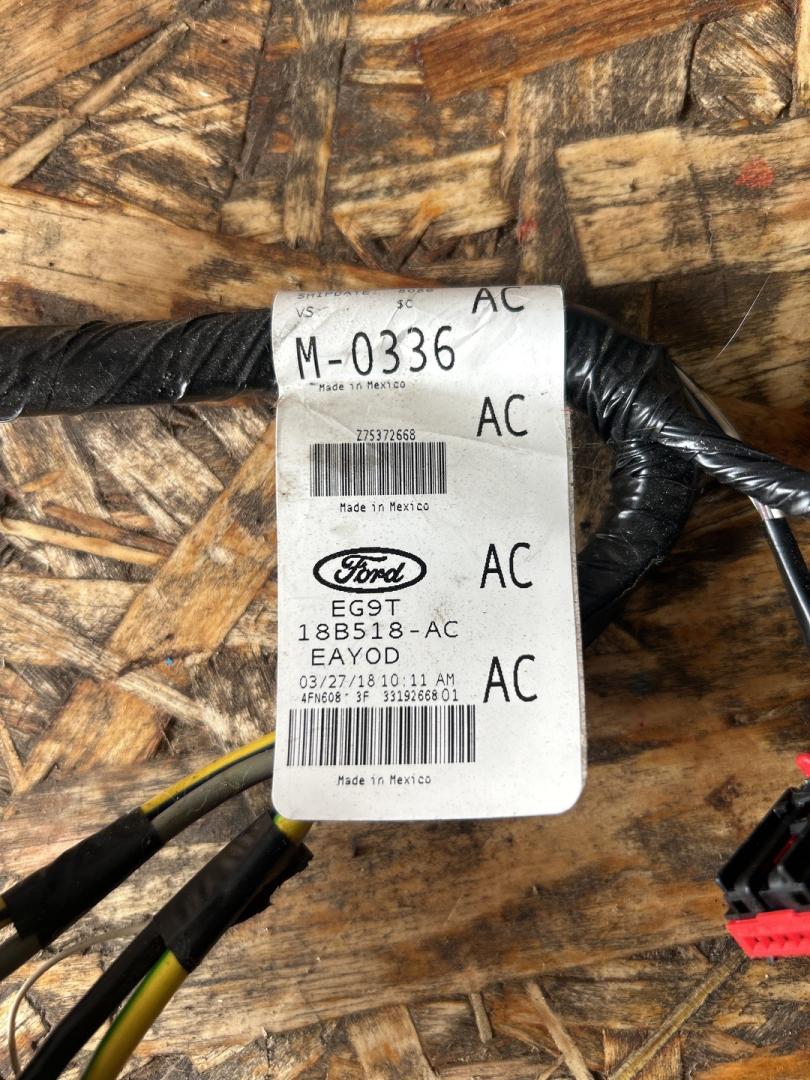 SHIPDATE:
VS: $C AC
M-0336
Made in Mexico
AC
Z75372668
Made in Mexico
Ford
AC
EG9T
18B518-AC
EAYOD
AC
03/27/18 10:11 AM
4FN608 3F 3319266801
Made in Mexico